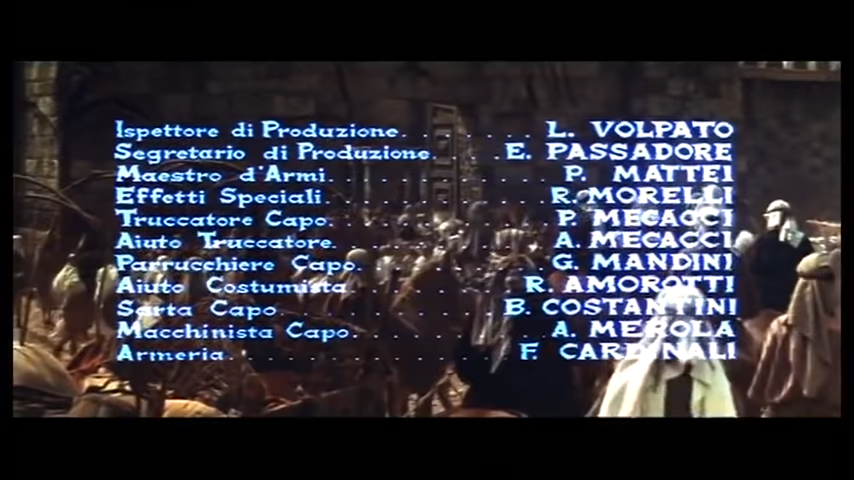 Ispettore di Produzione. . . . . . . . L. VOLPATO
Segretario di Produzione. . . . . E. PASSADORE
Maestro d'Armi. . . . . . . . . . . . . P. MATTEI
Effetti Speciali. . . . . . . . . . . . . R. MORELLI
Truccatore Capo. . . . . . . . . . . . . P. MECACCI
Aiuto Truccatore. . . . . . . . . . . . A. MECACCI
Parrucchiere Capo. . . . . . . . . . . G. MANDINI
Aiuto Costumista. . . . . . . . . . R. AMOROTTI
Sarta Capo. . . . . . . . . . . . . B. COSTANTINI
Macchinista Capo. . . . . . . . . . . A. MEROLA
Armeria. . . . . . . . . . . . . . . F. CARDINALI